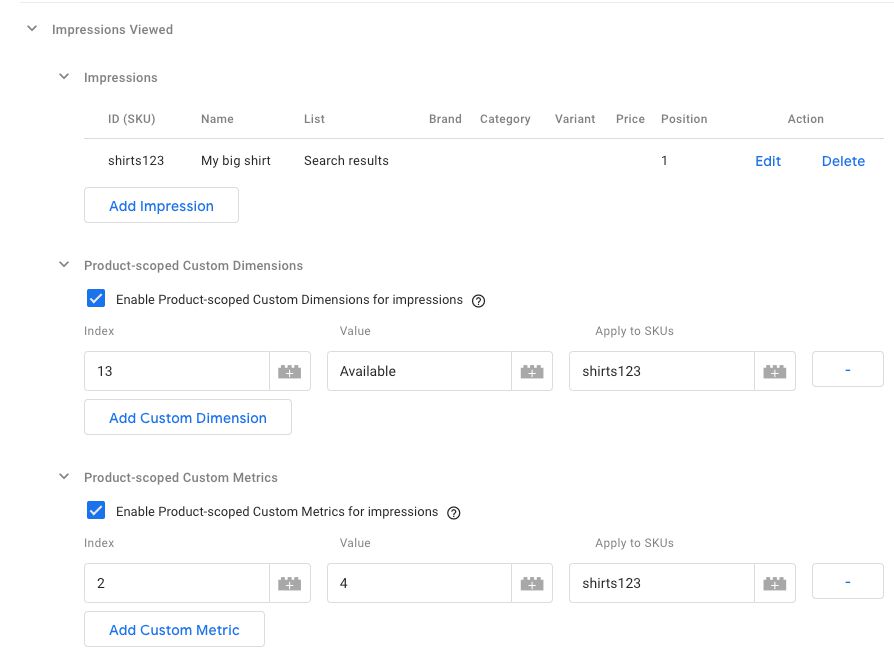 Impressions Viewed
Impressions
ID (SKU) Name List Brand Category Variant Price Position Action
shirts123 My big shirt Search results 1 Edit Delete
Add Impression
Product-scoped Custom Dimensions
Enable Product-scoped Custom Dimensions for impressions ?
Index Value Apply to SKUs
13 Available shirts123 -
Add Custom Dimension
Product-scoped Custom Metrics
Enable Product-scoped Custom Metrics for impressions ?
Index Value Apply to SKUs
2 4 shirts123 -
Add Custom Metric